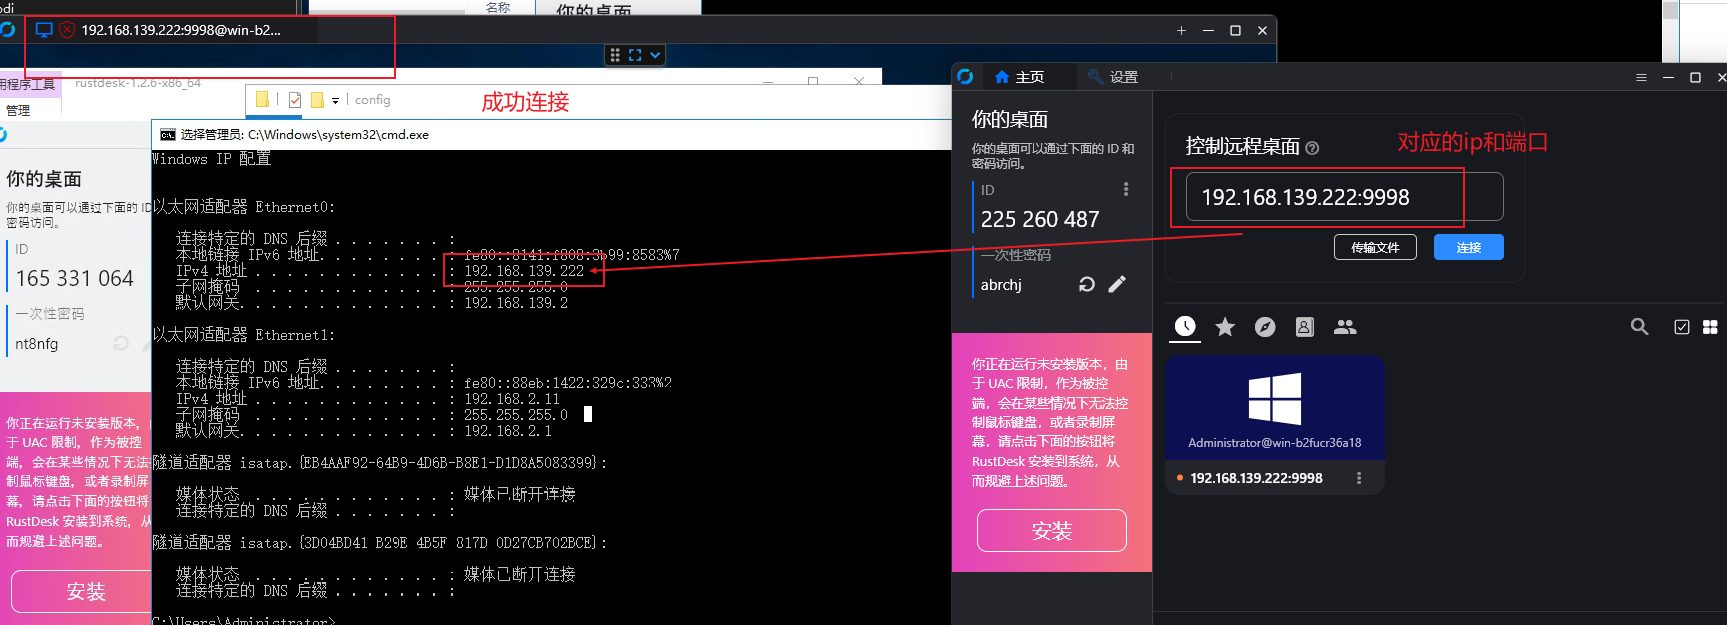 odi
名称
你的桌面
192.168.139.222:9998@win-b2...
用程序工具
rustdesk-1.2.6-x86_64
管理
config
成功连接
选择管理员: C:\Windows\system32\cmd.exe
Windows IP 配置
以太网适配器 Ethernet0:
连接特定的 DNS 后缀 . . . . . . . :
本地链接 IPv6 地址. . . . . . . . : fe80::8141:f808:3b99:8583%7
IPv4 地址 . . . . . . . . . . . . : 192.168.139.222
子网掩码 . . . . . . . . . . . . : 255.255.255.0
默认网关. . . . . . . . . . . . . : 192.168.139.2
以太网适配器 Ethernet1:
连接特定的 DNS 后缀 . . . . . . . :
本地链接 IPv6 地址. . . . . . . . : fe80::88eb:1422:329c:333%2
IPv4 地址 . . . . . . . . . . . . : 192.168.2.11
子网掩码 . . . . . . . . . . . . : 255.255.255.0
默认网关. . . . . . . . . . . . . : 192.168.2.1
隧道适配器 isatap.{EB4AAF92-64B9-4D6B-B8E1-D1D8A5083399}:
媒体状态 . . . . . . . . . . . . : 媒体已断开连接
连接特定的 DNS 后缀 . . . . . . . :
隧道适配器 isatap.{3D04BD41 B29E 4B5F 817D 0D27CB702BCE}:
媒体状态 . . . . . . . . . . . . : 媒体已断开连接
连接特定的 DNS 后缀 . . . . . . . :
C:\Users\Administrator>
你的桌面
你的桌面可以通过下面的 ID
密码访问。
ID
165 331 064
一次性密码
nt8nfg
你正在运行未安装版本,
于 UAC 限制，作为被控
端，会在某些情况下无法
制鼠标键盘，或者录制屏
幕，请点击下面的按钮将
RustDesk 安装到系统，从
而规避上述问题。
安装
主页
设置
你的桌面
你的桌面可以通过下面的 ID 和
密码访问。
ID
225 260 487
一次性密码
abrchj
你正在运行未安装版本，由
于 UAC 限制，作为被控
端，会在某些情况下无法控
制鼠标键盘，或者录制屏
幕，请点击下面的按钮将
RustDesk 安装到系统，从
而规避上述问题。
安装
控制远程桌面
对应的ip和端口
192.168.139.222:9998
传输文件
连接
Administrator@win-b2fucr36a18
192.168.139.222:9998